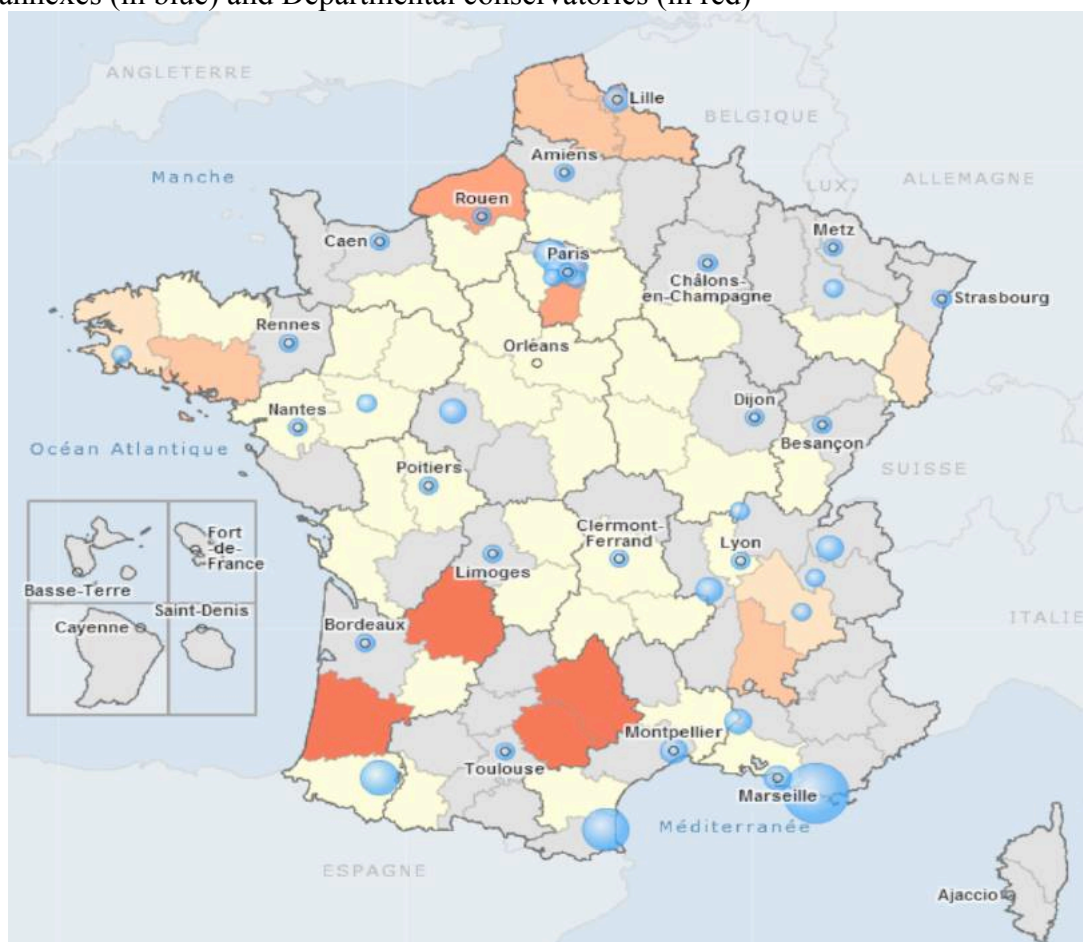 annexes (in blue) and Departmental conservatories (in red)
ANGLETERRE
Lille
BELGIQUE
Amiens
Manche
LUX.
ALLEMAGNE
Rouen
Caen
Paris
Metz
Châlons-
en-Champagne
Strasbourg
Rennes
Orléans
Nantes
Dijon
Besançon
Océan Atlantique
Poitiers
SUISSE
Clermont-
Ferrand
Lyon
Limoges
Fort
-de-
France
Basse-Terre
Saint-Denis
Cayenne
Bordeaux
ITALIE
Montpellier
Toulouse
Marseille
Méditerranée
ESPAGNE
Ajaccio